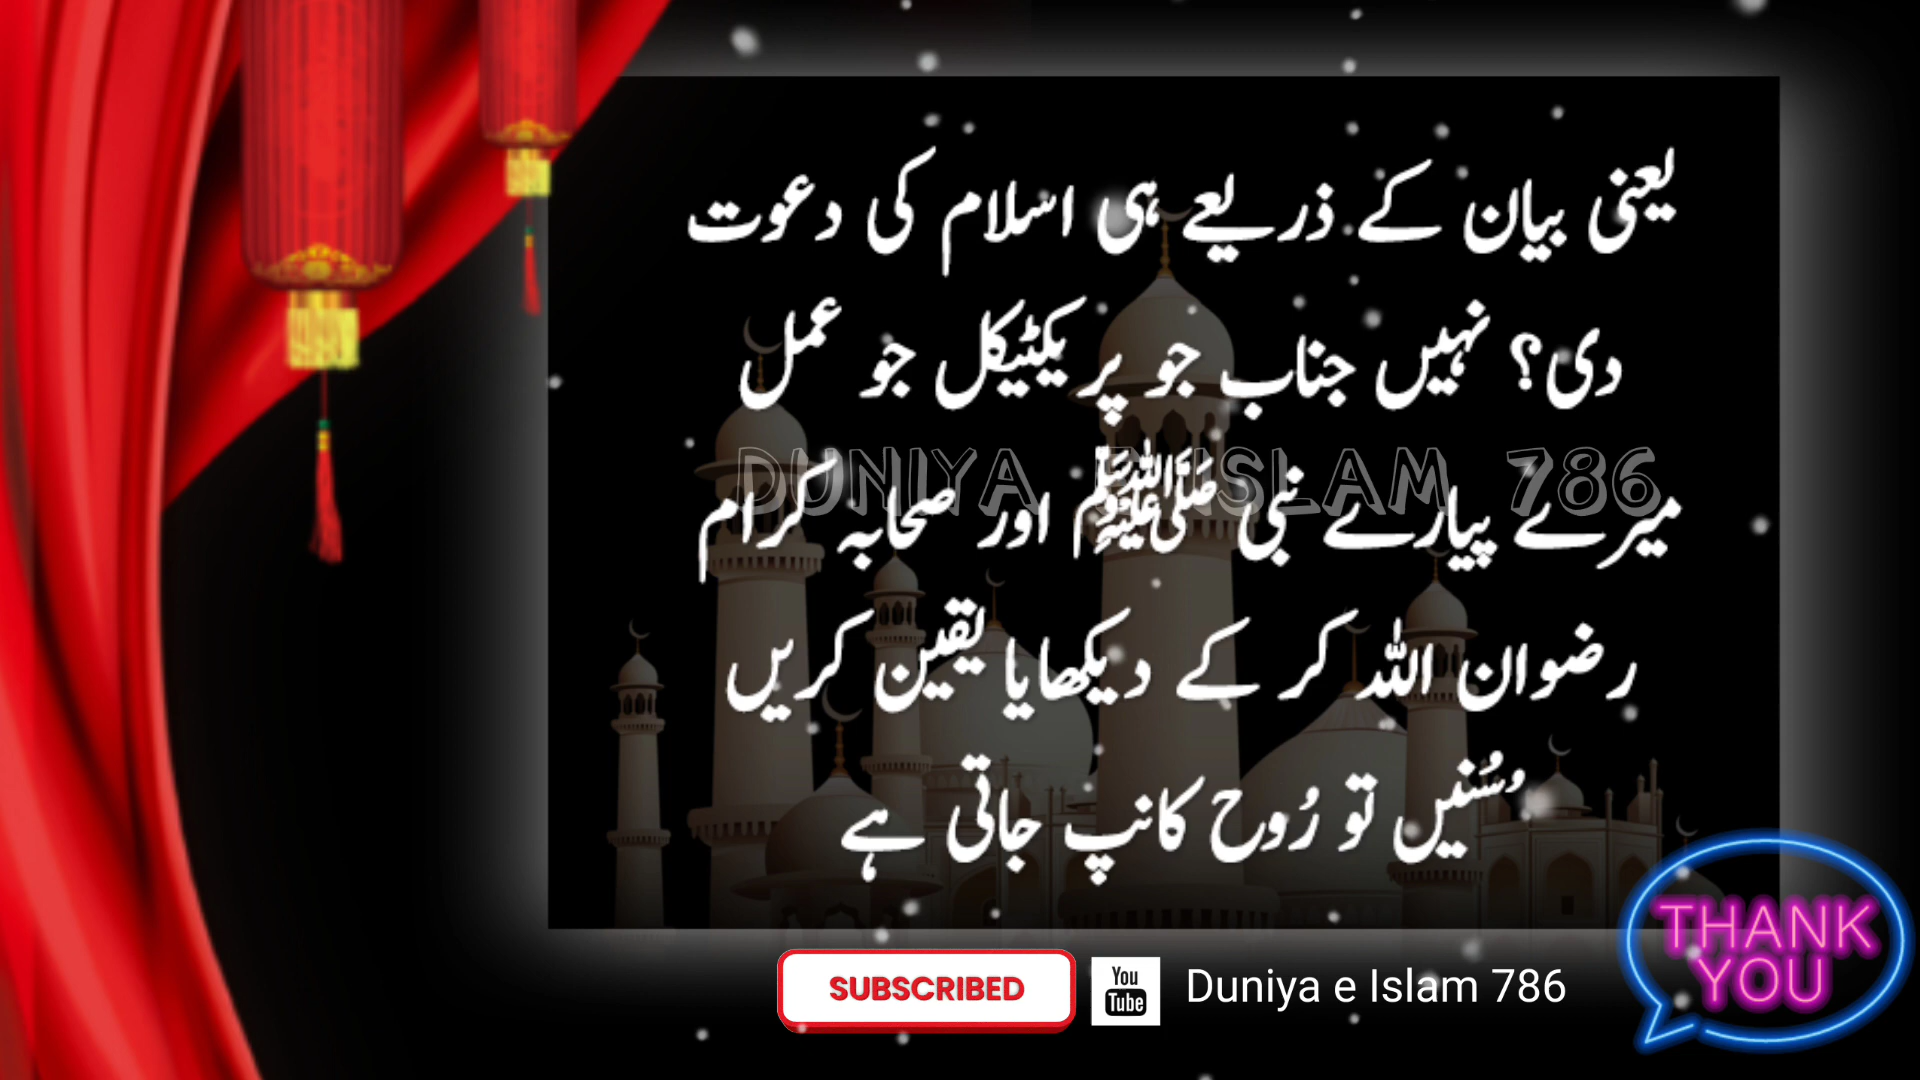 یعنی بیان کے ذریعے ہی اسلام کی دعوت
دی؟ نہیں جناب جو پریکٹیکل جو عمل
DUNIYA E ISLAM 786
میرے پیارے نبی ﷺ اور صحابہ کرام
رضوان اللہ کر کے دیکھایا یقین کریں
سُنیں تو رُوح کانپ جاتی ہے
SUBSCRIBED
You Tube
Duniya e Islam 786
THANK
YOU